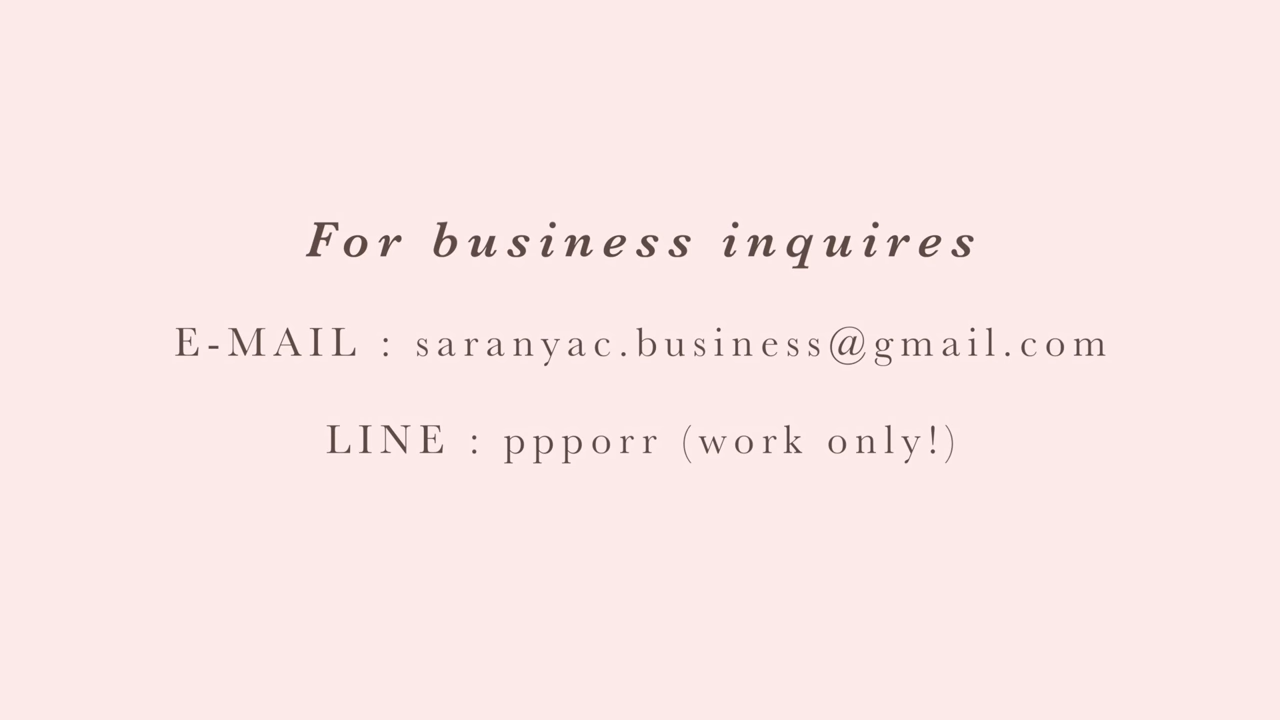 For business inquires
E-MAIL : saranyac.business@gmail.com
LINE : ppporr (work only!)